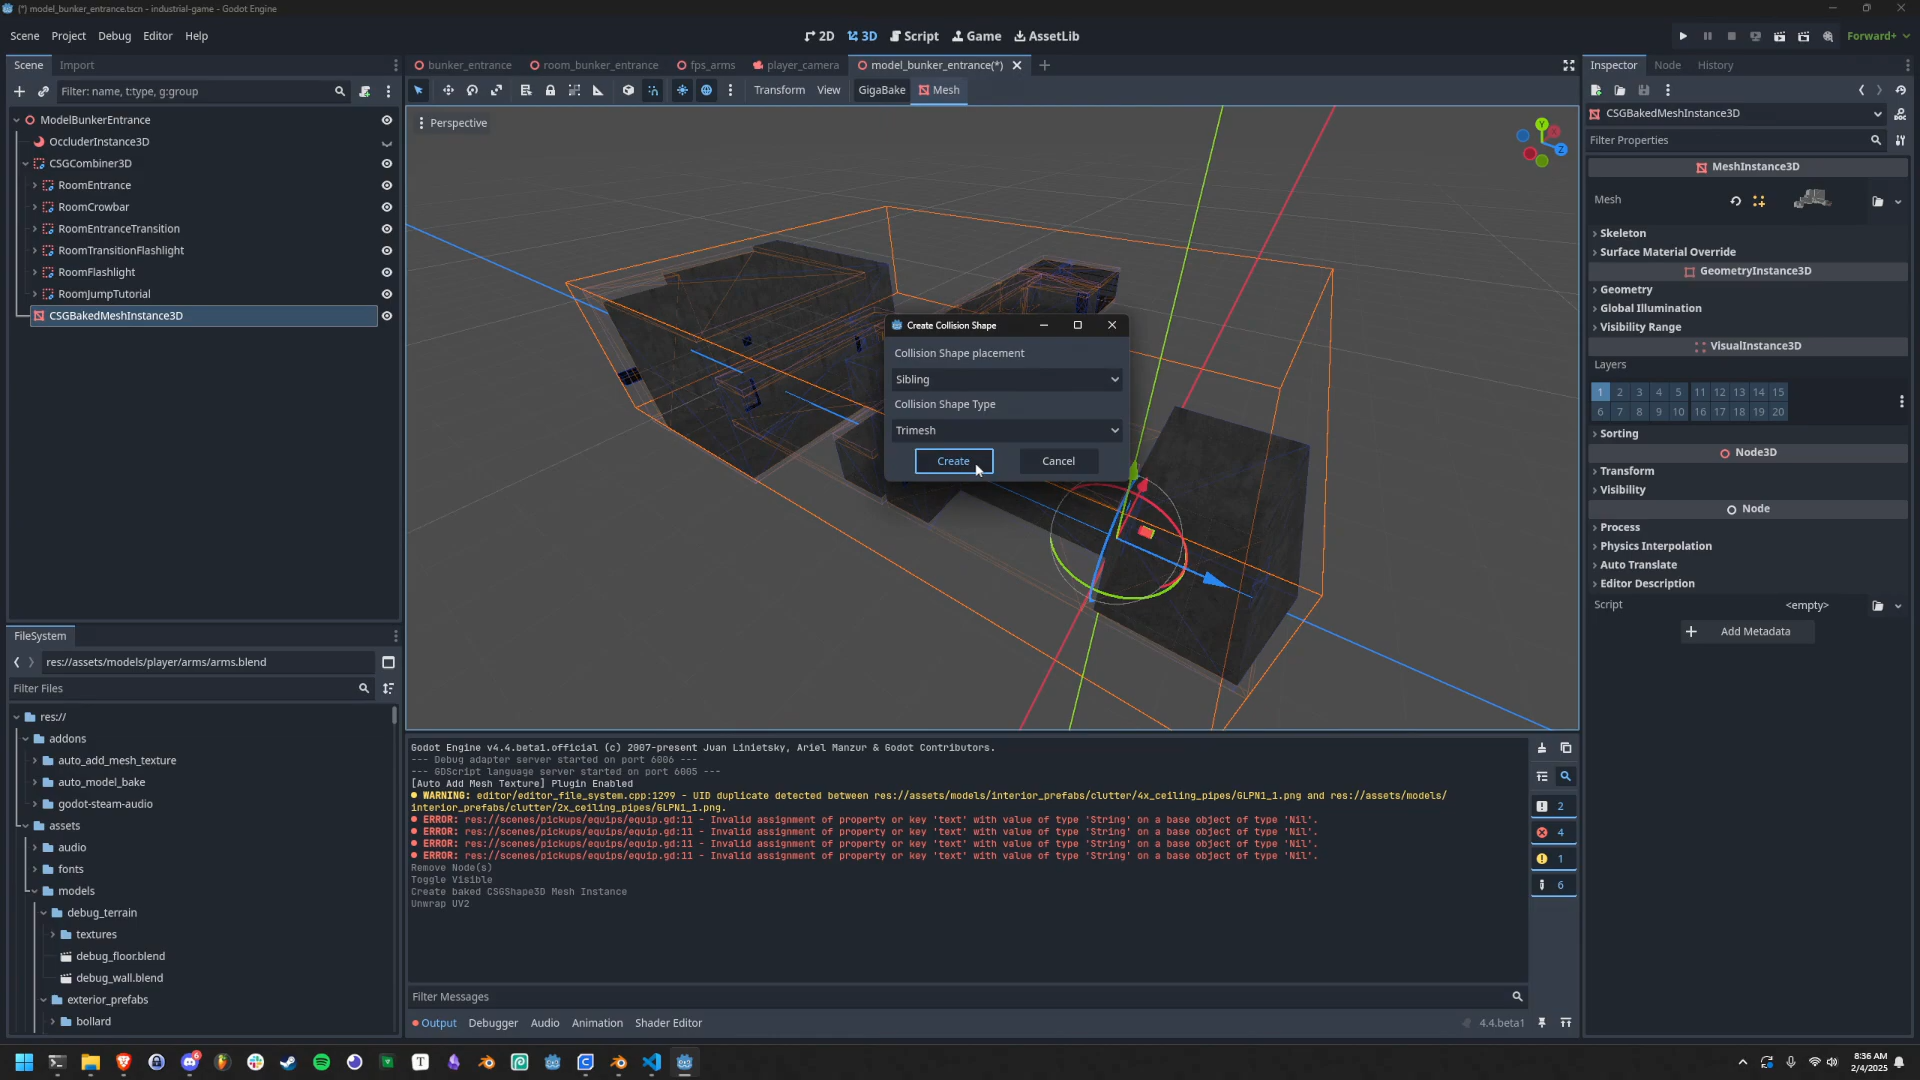 (*) model_bunker_entrance.tscn - industrial-game - Godot Engine
Scene Project Debug Editor Help
2D 3D Script Game AssetLib
Forward+
Scene Import
Filter: name, t:type, g:group
ModelBunkerEntrance
OccluderInstance3D
CSGCombiner3D
RoomEntrance
RoomCrowbar
RoomEntranceTransition
RoomTransitionFlashlight
RoomFlashlight
RoomJumpTutorial
CSGBakedMeshInstance3D
FileSystem
res://assets/models/player/arms/arms.blend
Filter Files
res://
addons
auto_add_mesh_texture
auto_model_bake
godot-steam-audio
assets
audio
fonts
models
debug_terrain
textures
debug_floor.blend
debug_wall.blend
exterior_prefabs
bollard
bunker_entrance room_bunker_entrance fps_arms player_camera model_bunker_entrance(*)
Transform View GigaBake Mesh
Perspective
Y
Z
Create Collision Shape
Collision Shape placement
Sibling
Collision Shape Type
Trimesh
Create Cancel
Godot Engine v4.4.beta1.official (c) 2007-present Juan Linietsky, Ariel Manzur & Godot Contributors.
--- Debug adapter server started on port 6006 ---
--- GDScript language server started on port 6005 ---
[Auto Add Mesh Texture] Plugin Enabled
WARNING: editor/editor_file_system.cpp:1299 - UID duplicate detected between res://assets/models/interior_prefabs/clutter/4x_ceiling_pipes/GLPN1_1.png and res://assets/models/
interior_prefabs/clutter/2x_ceiling_pipes/GLPN1_1.png.
ERROR: res://scenes/pickups/equips/equip.gd:11 - Invalid assignment of property or key 'text' with value of type 'String' on a base object of type 'Nil'.
ERROR: res://scenes/pickups/equips/equip.gd:11 - Invalid assignment of property or key 'text' with value of type 'String' on a base object of type 'Nil'.
ERROR: res://scenes/pickups/equips/equip.gd:11 - Invalid assignment of property or key 'text' with value of type 'String' on a base object of type 'Nil'.
ERROR: res://scenes/pickups/equips/equip.gd:11 - Invalid assignment of property or key 'text' with value of type 'String' on a base object of type 'Nil'.
Remove Node(s)
Toggle Visible
Create baked CSGShape3D Mesh Instance
Unwrap UV2
2
4
1
6
Filter Messages
Output Debugger Audio Animation Shader Editor
4.4.beta1
Inspector Node History
CSGBakedMeshInstance3D
Filter Properties
MeshInstance3D
Mesh
Skeleton
Surface Material Override
GeometryInstance3D
Geometry
Global Illumination
Visibility Range
VisualInstance3D
Layers
1 2 3 4 5 11 12 13 14 15
6 7 8 9 10 16 17 18 19 20
Sorting
Node3D
Transform
Visibility
Node
Process
Physics Interpolation
Auto Translate
Editor Description
Script <empty>
Add Metadata
8:36 AM
2/4/2025